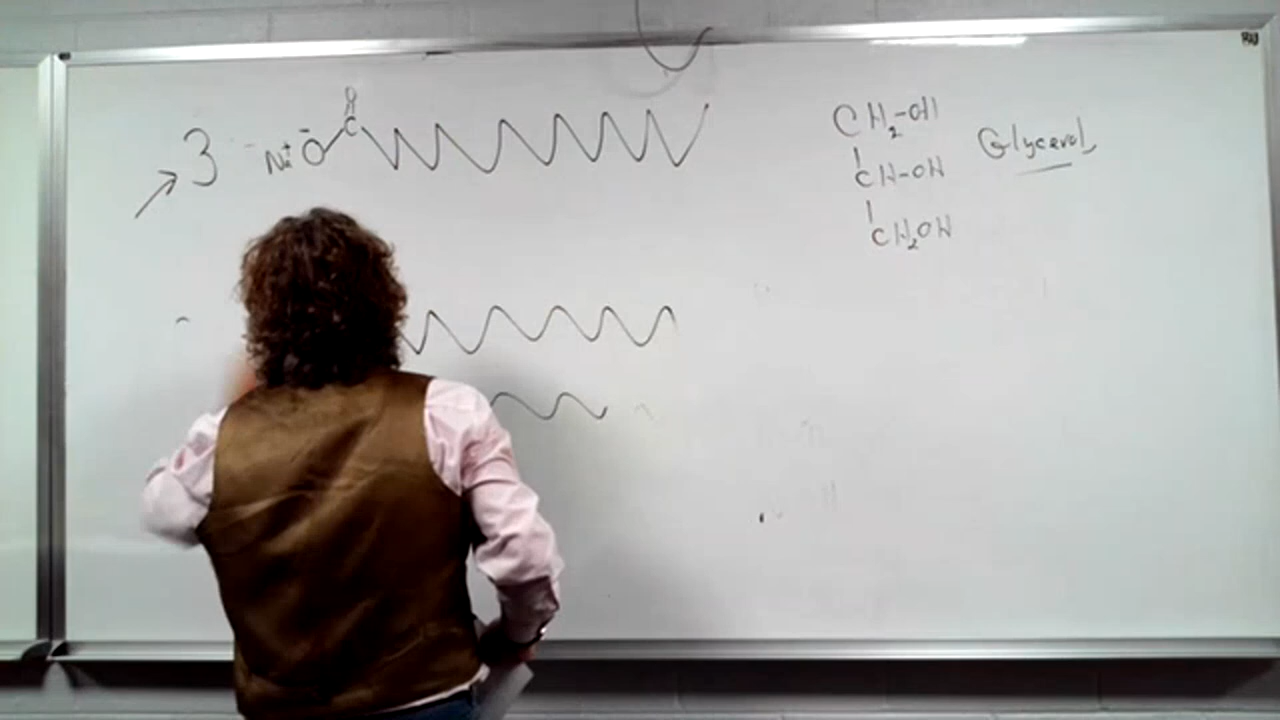 3 Na⁺ ⁻O C O
CH₂-OH
CH-OH
CH₂OH
Glycerol